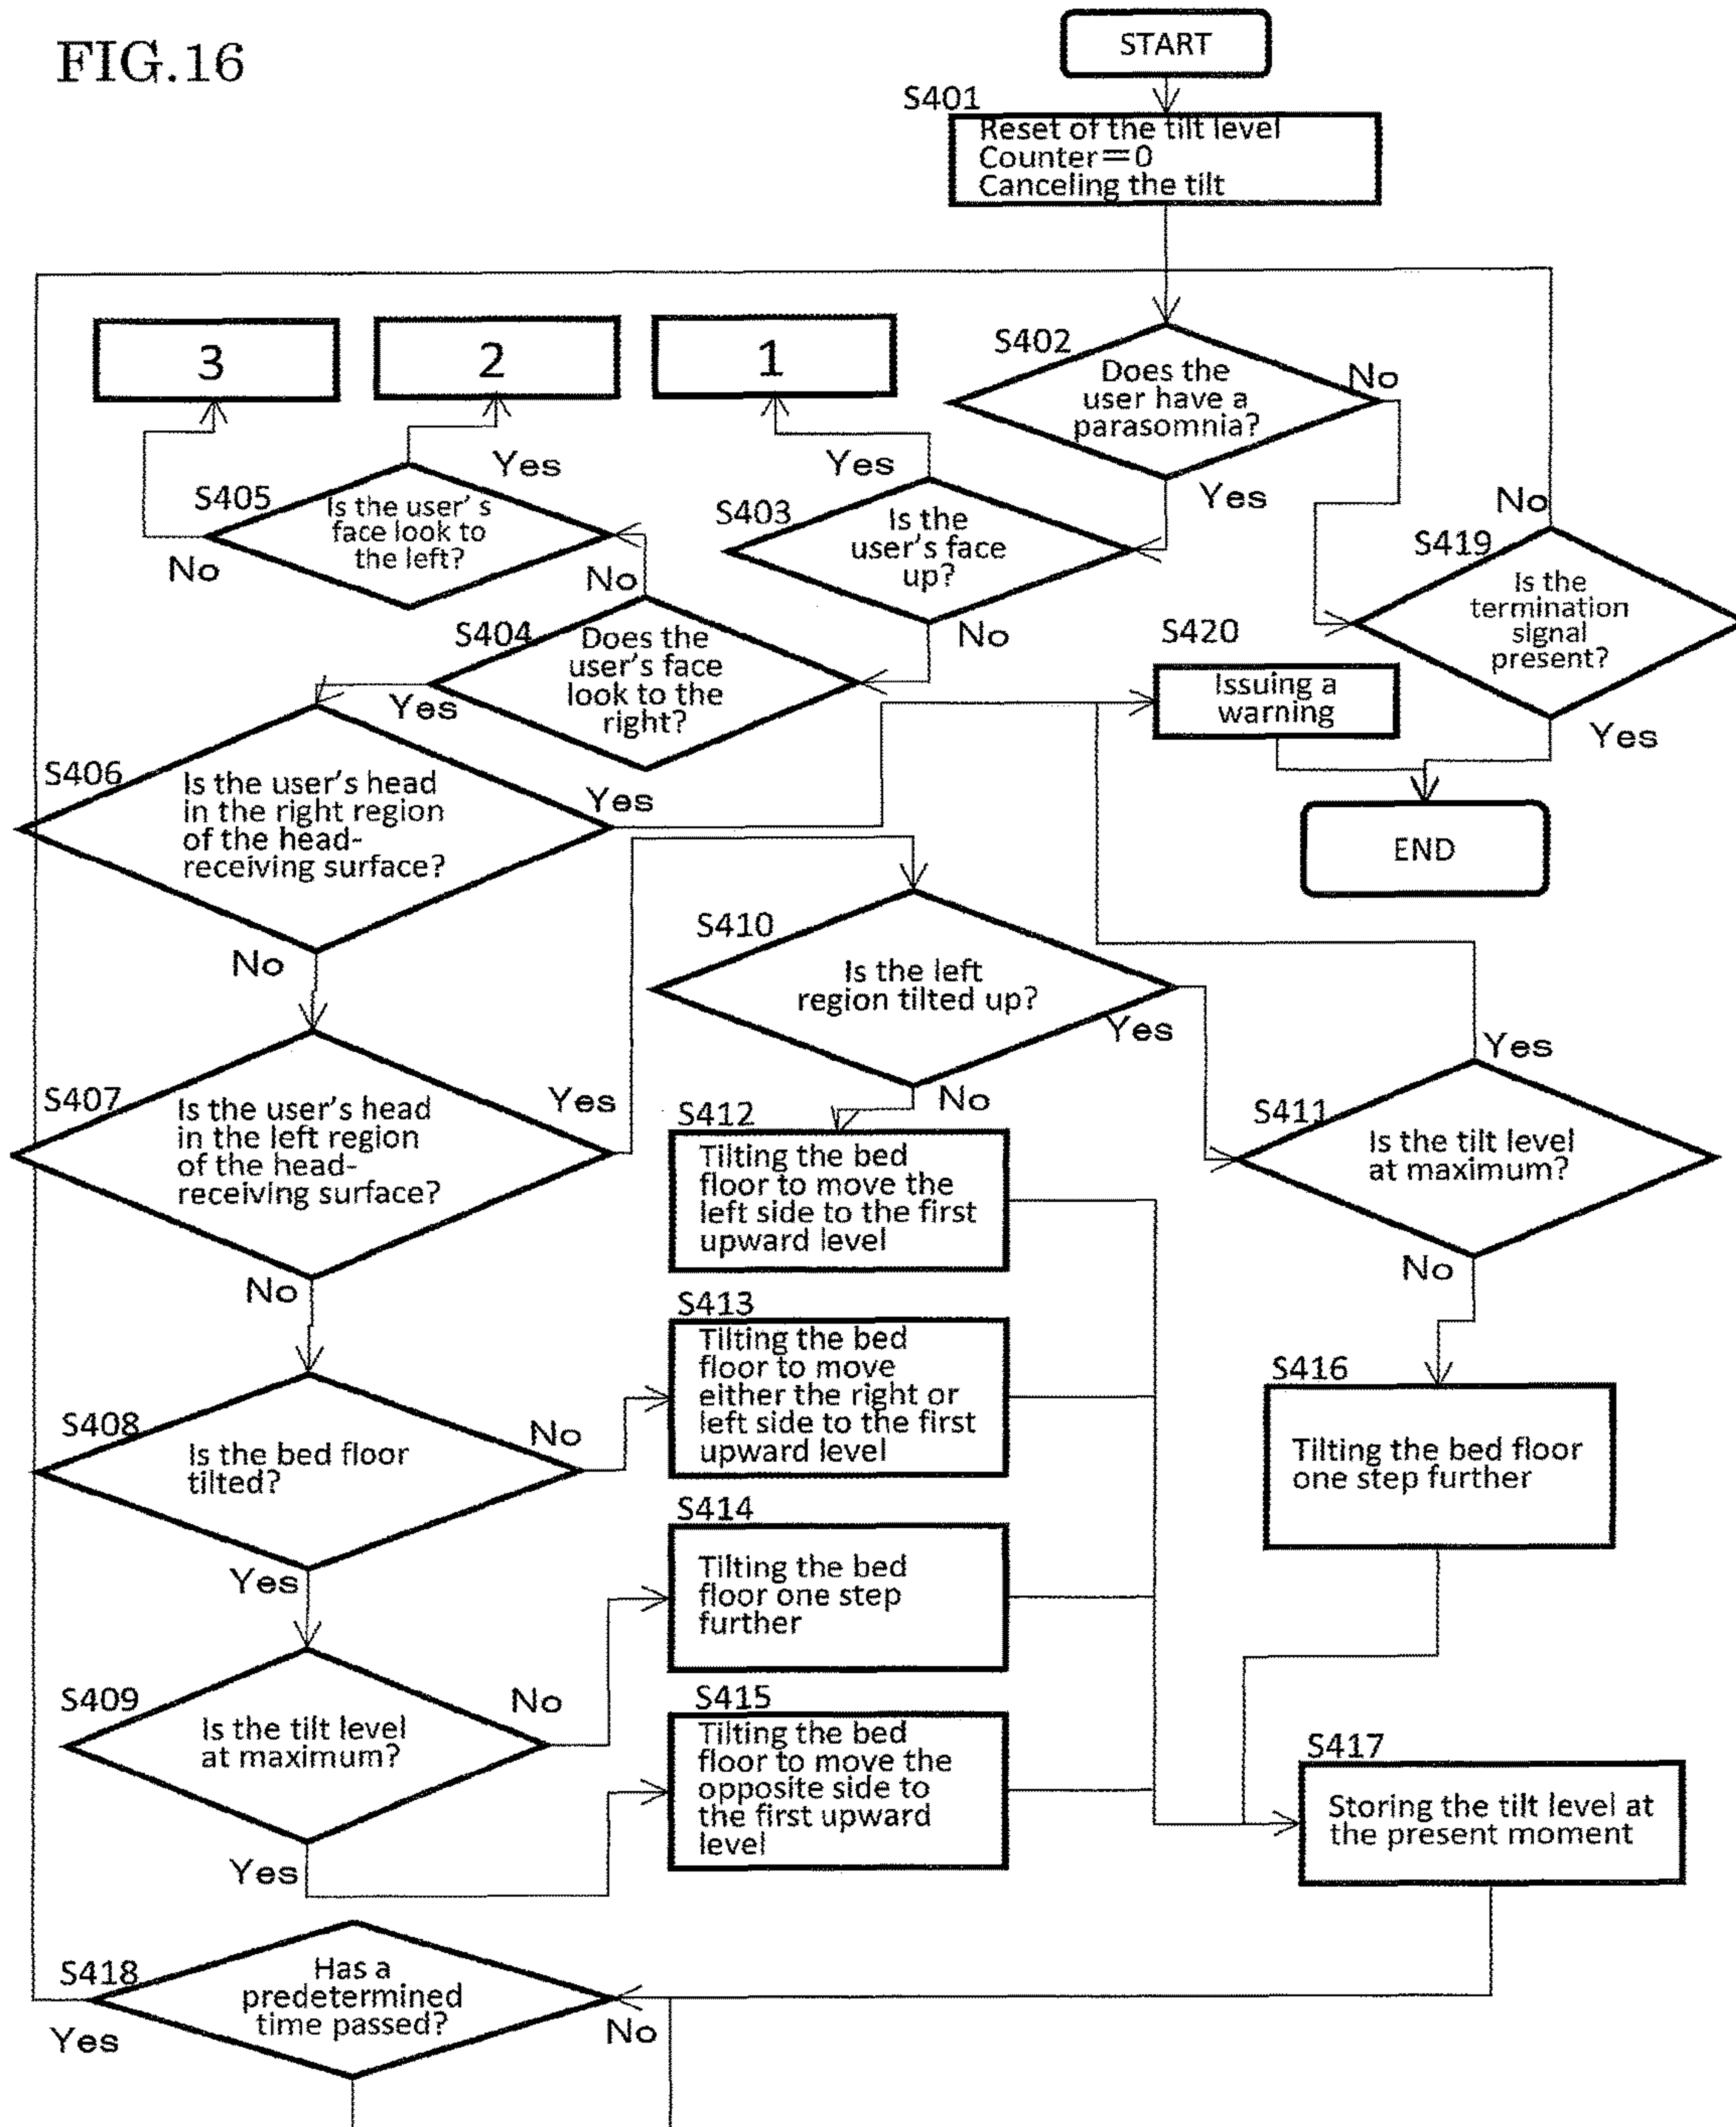 FIG.16
START
S401
Reset of the tilt level
Counter=0
Canceling the tilt
3
2
1
S402
Does the
user have a
parasomnia?
No
Yes
S403
Is the
user's face
up?
Yes
No
S405
Is the user's
face look to
the left?
Yes
No
S404
Does the
user's face
look to the
right?
No
Yes
S419
Is the
termination
signal
present?
No
Yes
S420
Issuing a
warning
END
S406
Is the user's head
in the right region
of the head-
receiving surface?
Yes
No
S410
Is the left
region tilted up?
Yes
No
S407
Is the user's head
in the left region
of the head-
receiving surface?
Yes
No
S411
Is the tilt level
at maximum?
Yes
No
S412
Tilting the bed
floor to move the
left side to the first
upward level
S413
Tilting the bed
floor to move
either the right or
left side to the first
upward level
S408
Is the bed floor
tilted?
No
Yes
S416
Tilting the bed floor
one step further
S414
Tilting the bed
floor one step
further
S409
Is the tilt level
at maximum?
No
Yes
S415
Tilting the bed
floor to move the
opposite side to
the first upward
level
S417
Storing the tilt level at
the present moment
S418
Has a
predetermined
time passed?
Yes
No